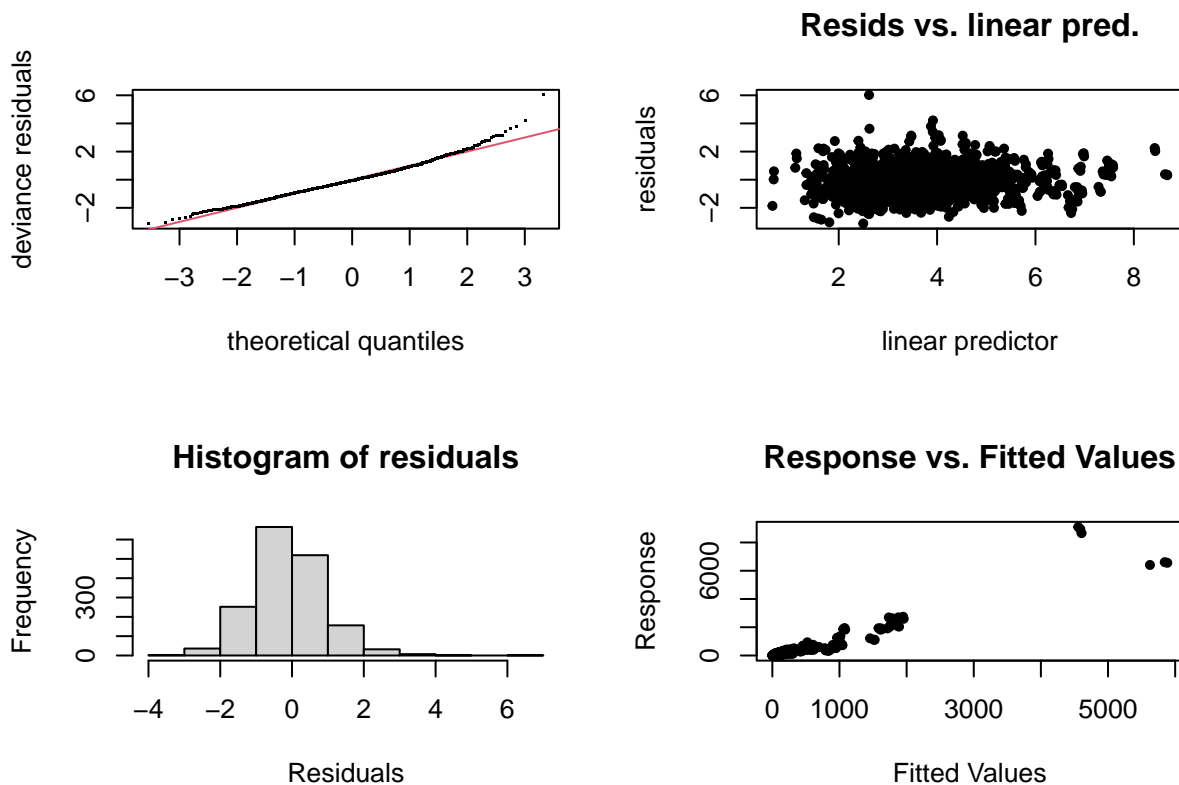 deviance residuals
6
2
−2
−3
−2
−1
0
1
2
3
theoretical quantiles
Resids vs. linear pred.
residuals
6
2
−2
2
4
6
8
linear predictor
Histogram of residuals
Frequency
300
0
−4
−2
0
2
4
6
Residuals
Response vs. Fitted Values
Response
6000
0
0
1000
3000
5000
Fitted Values